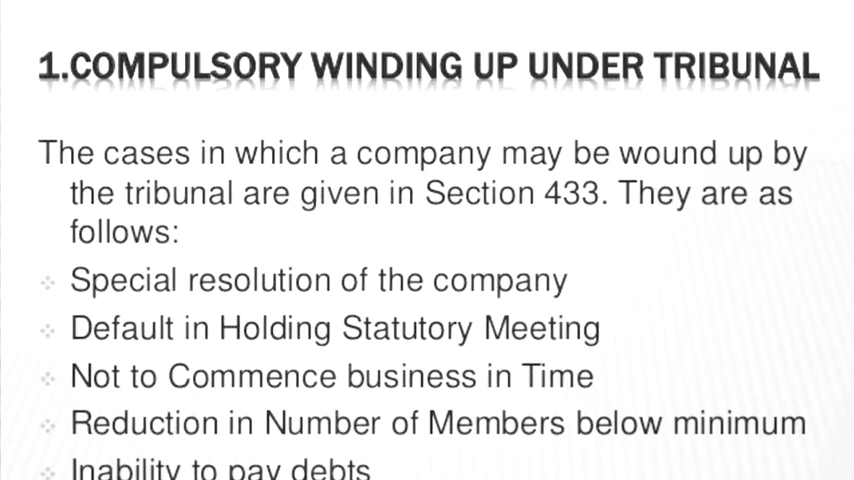 1.COMPULSORY WINDING UP UNDER TRIBUNAL
The cases in which a company may be wound up by
the tribunal are given in Section 433. They are as
follows:
Special resolution of the company
Default in Holding Statutory Meeting
Not to Commence business in Time
Reduction in Number of Members below minimum
Inability to pay debts